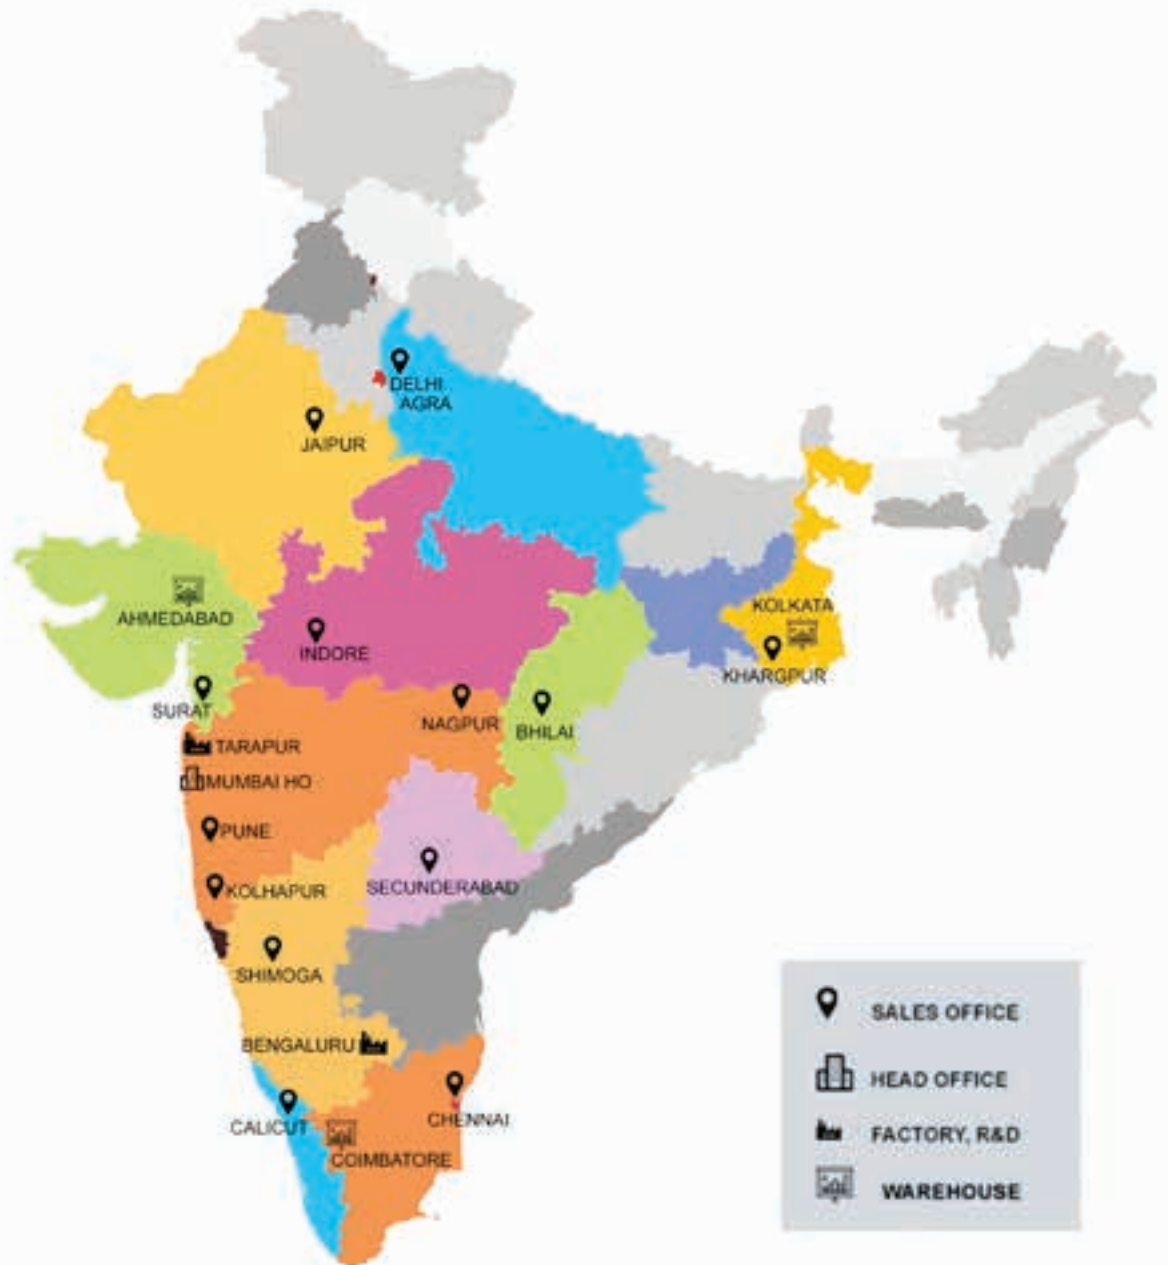 DELHI
AGRA
JAIPUR
AHMEDABAD
KOLKATA
INDORE
KHARGPUR
SURAT
NAGPUR
BHILAI
TARAPUR
MUMBAI HO
PUNE
KOLHAPUR
SECUNDERABAD
SHIMOGA
BENGALURU
CHENNAI
CALICUT
COIMBATORE
SALES OFFICE
HEAD OFFICE
FACTORY, R&D
WAREHOUSE